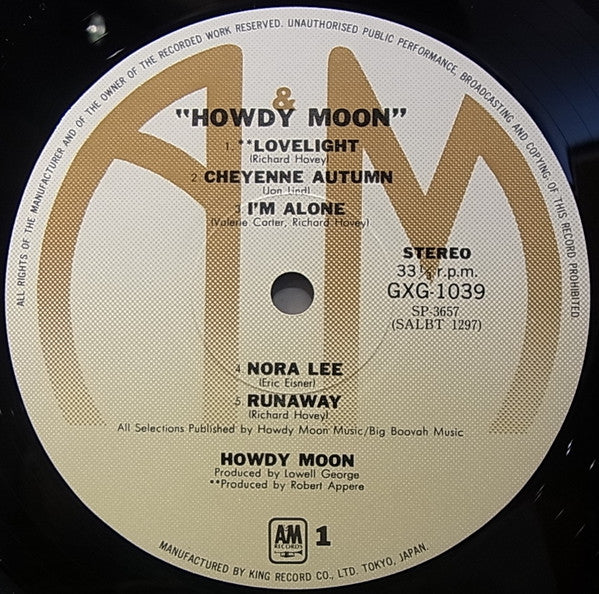 ALL RIGHTS OF THE MANUFACTURER AND OF THE OWNER OF THE RECORDED WORK RESERVED. UNAUTHORISED PUBLIC PERFORMANCE, BROADCASTING AND COPYING OF THIS RECORD PROHIBITED.
A&M
"HOWDY MOON"
1. **LOVELIGHT
(Richard Hovey)
2. CHEYENNE AUTUMN
(Jon Lind)
3. I'M ALONE
(Valerie Carter, Richard Hovey)
STEREO
33⅓ r.p.m.
GXG-1039
SP-3657
(SALBT 1297)
4. NORA LEE
(Eric Eisner)
5. RUNAWAY
(Richard Hovey)
All Selections Published by Howdy Moon Music/Big Boovah Music
HOWDY MOON
Produced by Lowell George
**Produced by Robert Appere
A&M
RECORDS
1
MANUFACTURED BY KING RECORD CO., LTD. TOKYO, JAPAN.